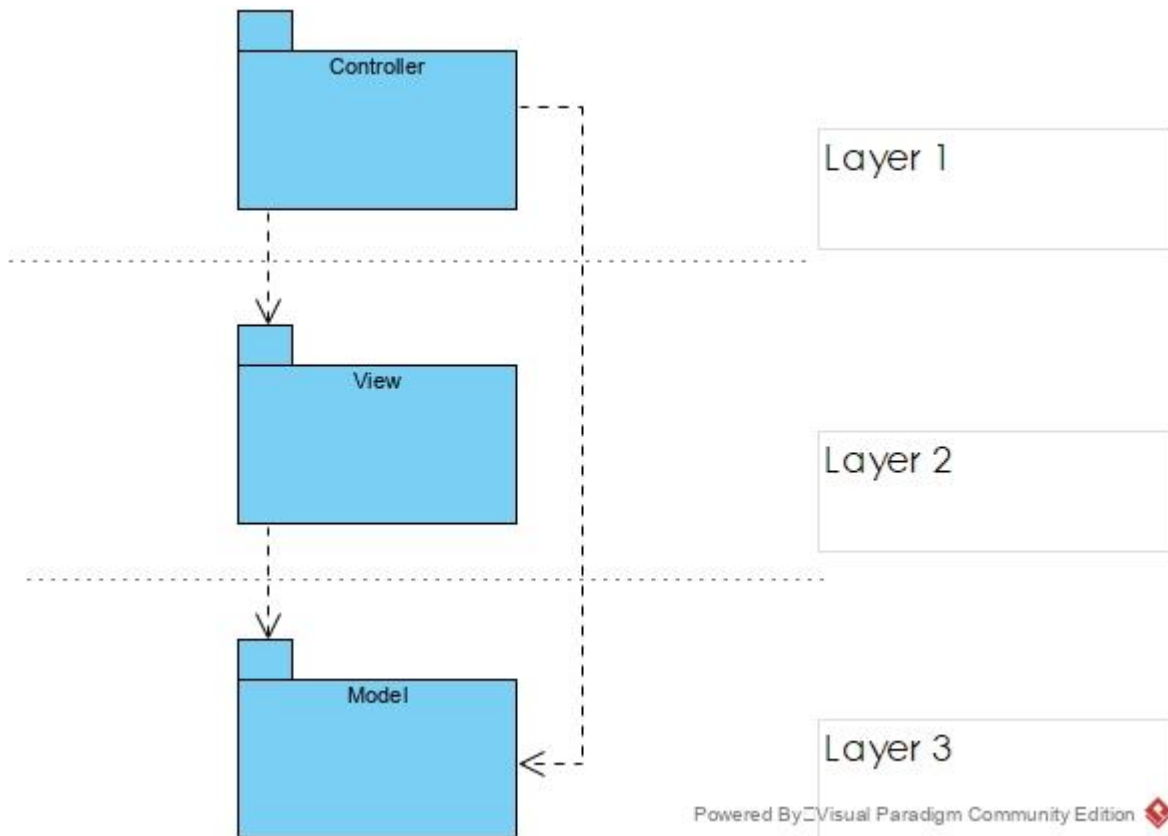 Controller
Layer 1
View
Layer 2
Model
Layer 3
Powered By Visual Paradigm Community Edition